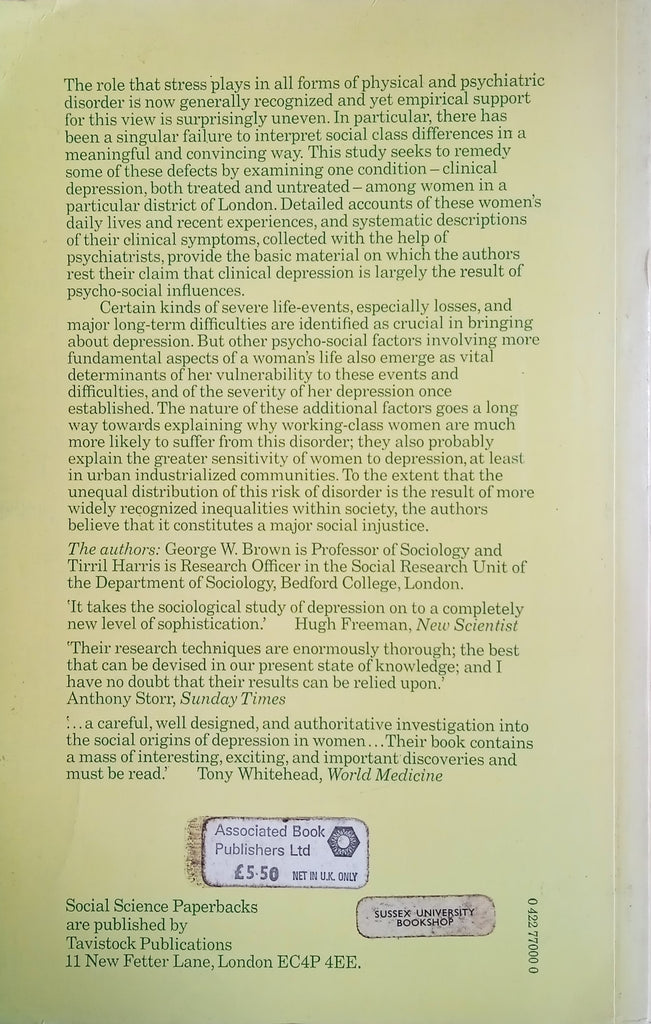 The role that stress plays in all forms of physical and psychiatric
disorder is now generally recognized and yet empirical support
for this view is surprisingly uneven. In particular, there has
been a singular failure to interpret social class differences in a
meaningful and convincing way. This study seeks to remedy
some of these defects by examining one condition – clinical
depression, both treated and untreated – among women in a
particular district of London. Detailed accounts of these women's
daily lives and recent experiences, and systematic descriptions
of their clinical symptoms, collected with the help of
psychiatrists, provide the basic material on which the authors
rest their claim that clinical depression is largely the result of
psycho-social influences.
Certain kinds of severe life-events, especially losses, and
major long-term difficulties are identified as crucial in bringing
about depression. But other psycho-social factors involving more
fundamental aspects of a woman's life also emerge as vital
determinants of her vulnerability to these events and
difficulties, and of the severity of her depression once
established. The nature of these additional factors goes a long
way towards explaining why working-class women are much
more likely to suffer from this disorder; they also probably
explain the greater sensitivity of women to depression, at least
in urban industrialized communities. To the extent that the
unequal distribution of this risk of disorder is the result of more
widely recognized inequalities within society, the authors
believe that it constitutes a major social injustice.
The authors: George W. Brown is Professor of Sociology and
Tirril Harris is Research Officer in the Social Research Unit of
the Department of Sociology, Bedford College, London.
'It takes the sociological study of depression on to a completely
new level of sophistication.' Hugh Freeman, New Scientist
'Their research techniques are enormously thorough; the best
that can be devised in our present state of knowledge; and I
have no doubt that their results can be relied upon.'
Anthony Storr, Sunday Times
'...a careful, well designed, and authoritative investigation into
the social origins of depression in women...Their book contains
a mass of interesting, exciting, and important discoveries and
must be read.' Tony Whitehead, World Medicine
Associated Book
Publishers Ltd
£5·50 NET IN U.K. ONLY
Social Science Paperbacks
are published by
Tavistock Publications
11 New Fetter Lane, London EC4P 4EE.
SUSSEX UNIVERSITY
BOOKSHOP
0 422 77000 0